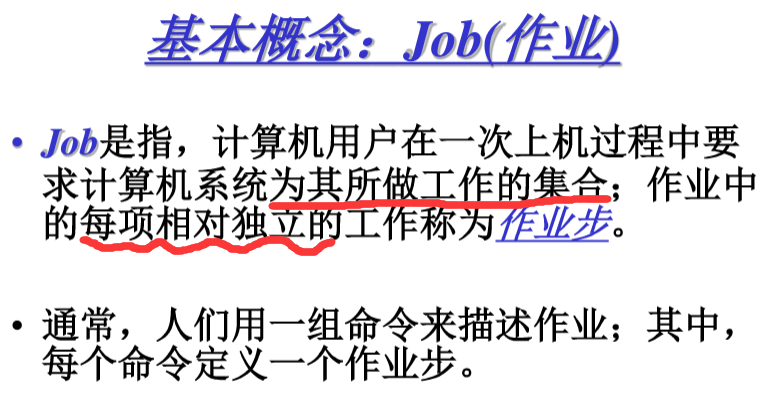 基本概念：Job(作业)
• Job是指，计算机用户在一次上机过程中要
求计算机系统为其所做工作的集合；作业中
的每项相对独立的工作称为作业步。
• 通常，人们用一组命令来描述作业；其中，
每个命令定义一个作业步。